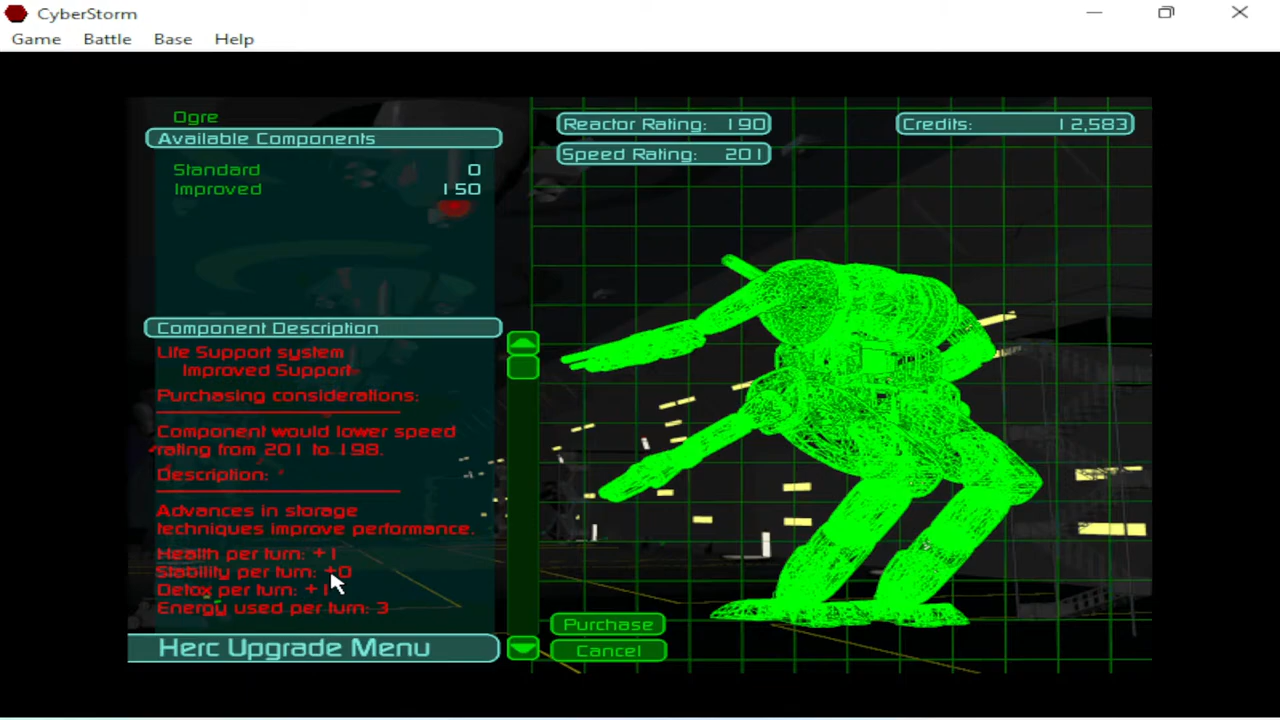 CyberStorm
Game Battle Base Help
Ogre
Available Components
Standard 0
Improved 150
Reactor Rating: 190
Speed Rating: 201
Credits: 12,583
Component Description
Life Support system
Improved Support
Purchasing considerations:
Component would lower speed
rating from 201 to 198.
Description:
Advances in storage
techniques improve performance.
Health per turn: +1
Stability per turn: +0
Detox per turn: +1
Energy used per turn: 3
Herc Upgrade Menu
Purchase
Cancel